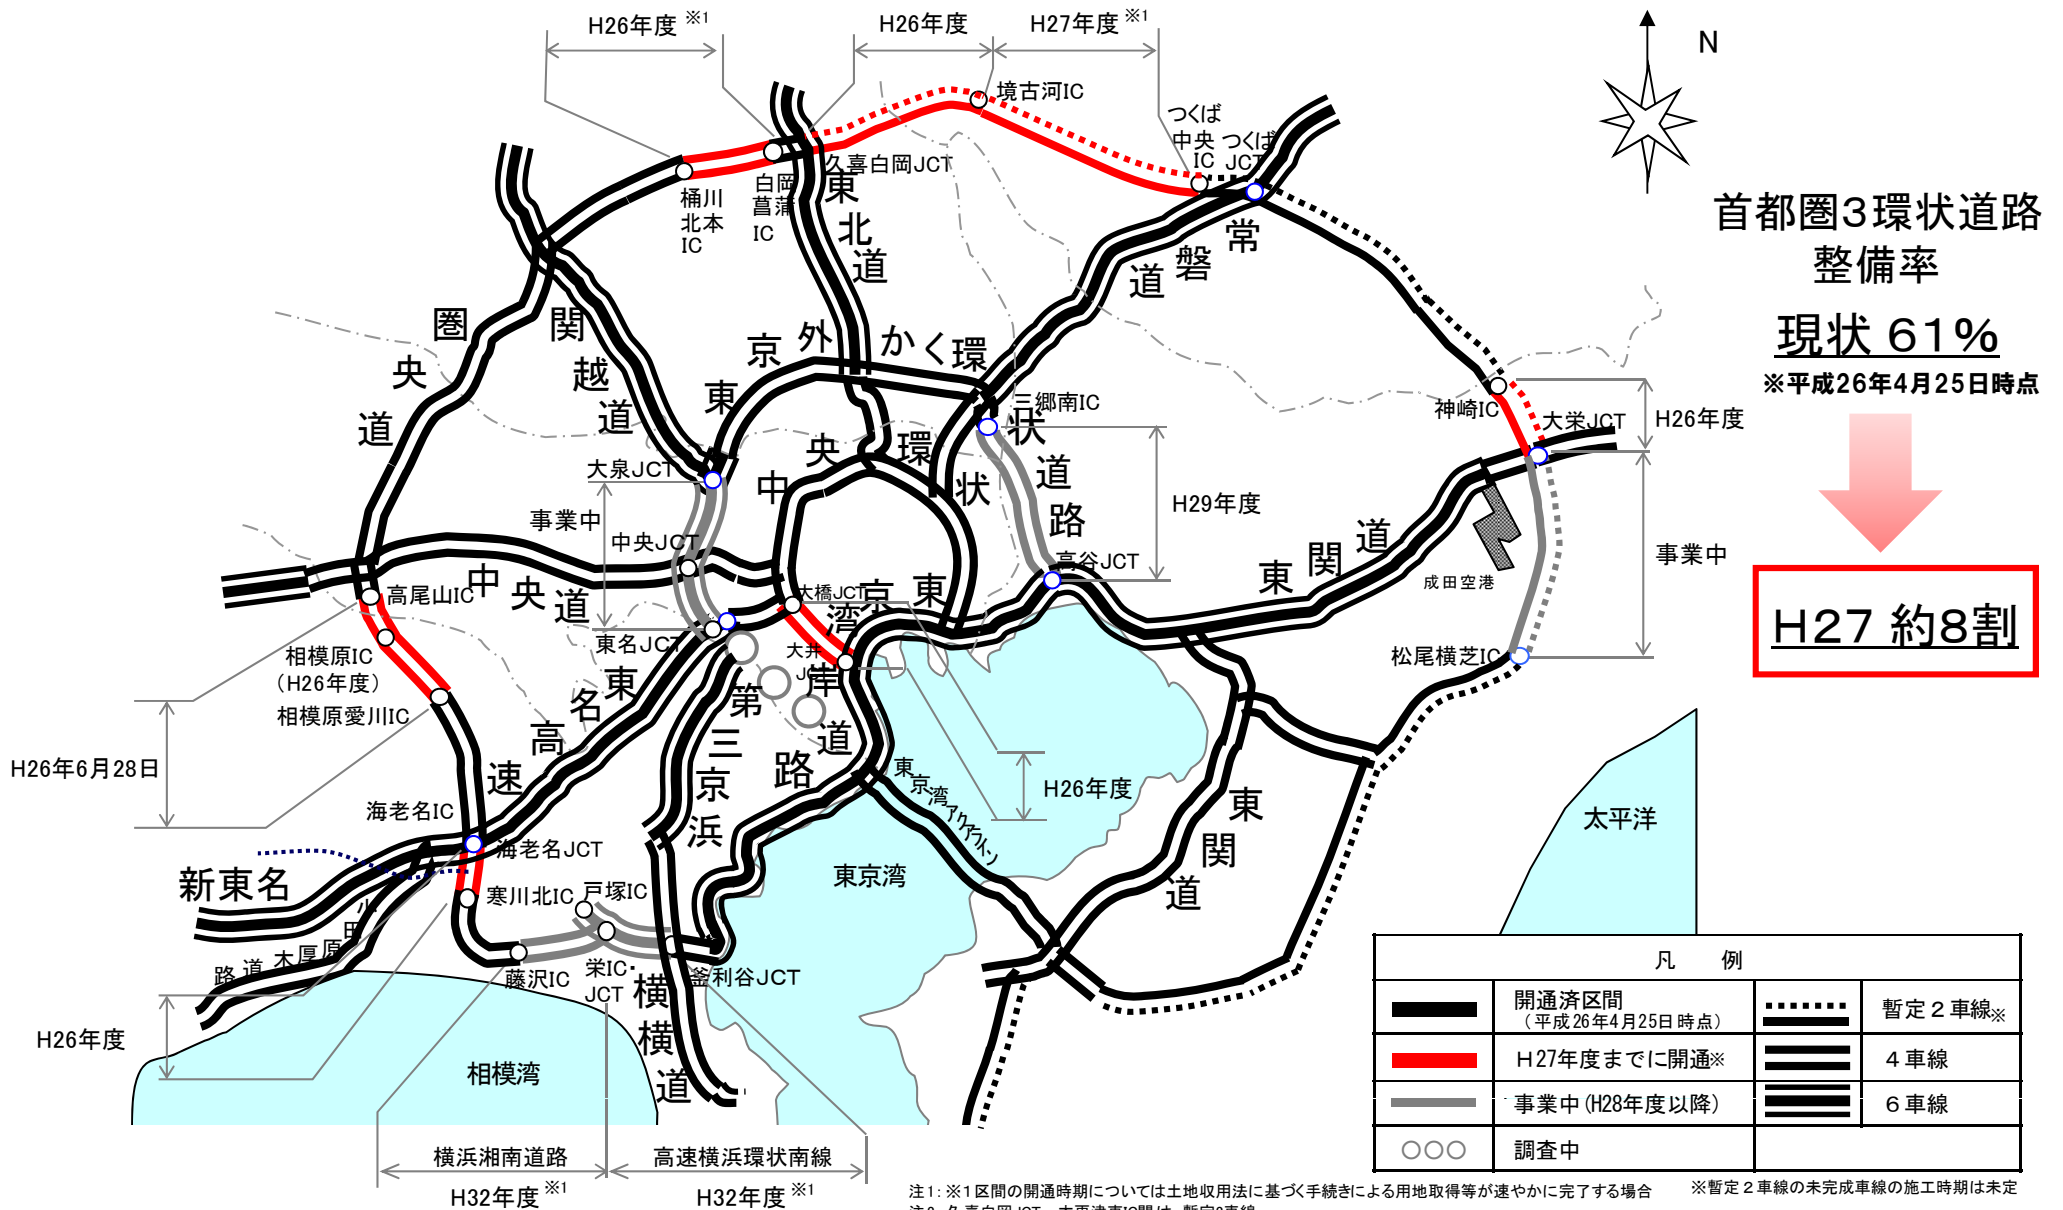 H26年度 ※1
H26年度
H27年度 ※1
N
境古河IC
つくば
中央
IC
つくば
JCT
久喜白岡JCT
白岡
菖蒲
IC
桶川
北本
IC
東北道
常磐道
関越道
圏央道
東京外かく環状道路
中央環状
首都圏3環状道路
整備率
現状 61%
※平成26年4月25日時点
H27 約8割
三郷南IC
神崎IC
大栄JCT
H26年度
大泉JCT
事業中
中央JCT
H29年度
高谷JCT
東関道
成田空港
事業中
松尾横芝IC
高尾山IC
中央道
大橋JCT
東京湾岸道路
東名JCT
大井
JCT
相模原IC
（H26年度）
相模原愛川IC
H26年6月28日
東名高速
第三京浜
H26年度
東京湾アクアライン
東関道
太平洋
東京湾
海老名IC
海老名JCT
新東名
寒川北IC
戸塚IC
小田原厚木道路
藤沢IC
栄IC・
JCT
釜利谷JCT
横横道
H26年度
相模湾
横浜湘南道路
H32年度 ※1
高速横浜環状南線
H32年度 ※1
凡 例
開通済区間
（平成26年4月25日時点）
暫定２車線※
H27年度までに開通※
４車線
事業中(H28年度以降)
６車線
調査中
注1：※1区間の開通時期については土地収用法に基づく手続きによる用地取得等が速やかに完了する場合
※暫定２車線の未完成車線の施工時期は未定